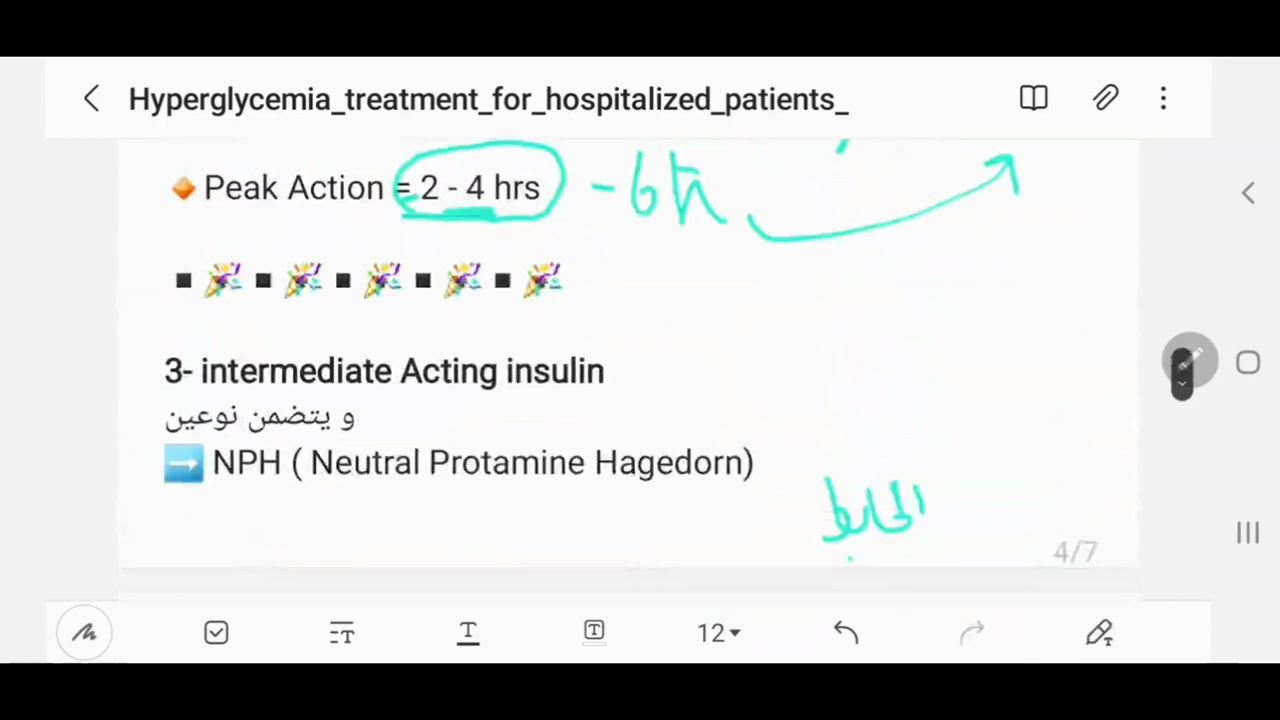 Hyperglycemia_treatment_for_hospitalized_patients_
Peak Action = 2 - 4 hrs - 6h
3- intermediate Acting insulin
و يتضمن نوعين
NPH ( Neutral Protamine Hagedorn)
4/7
12